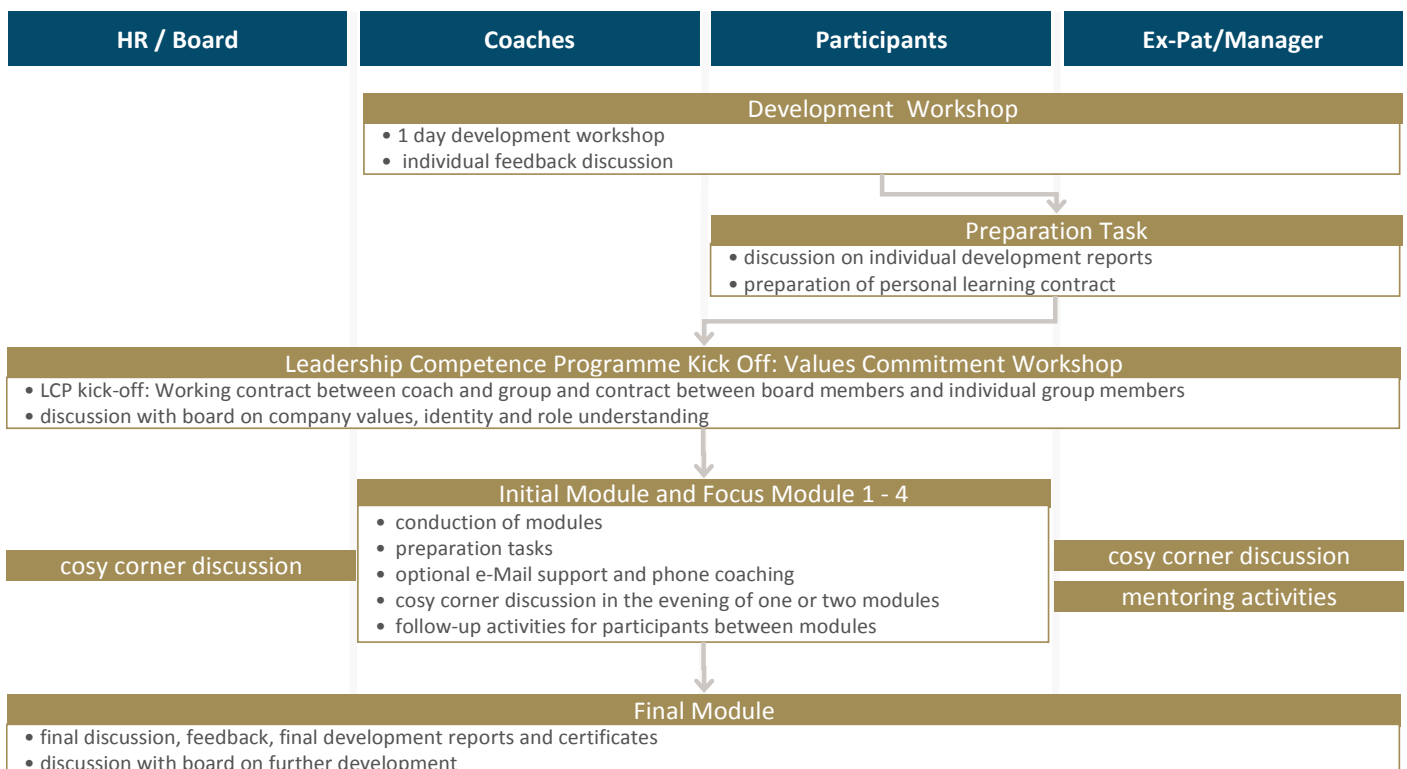 HR / Board
Coaches
Participants
Ex-Pat/Manager
Development Workshop
• 1 day development workshop
• individual feedback discussion
Preparation Task
• discussion on individual development reports
• preparation of personal learning contract
Leadership Competence Programme Kick Off: Values Commitment Workshop
• LCP kick-off: Working contract between coach and group and contract between board members and individual group members
• discussion with board on company values, identity and role understanding
Initial Module and Focus Module 1 - 4
• conduction of modules
• preparation tasks
• optional e-Mail support and phone coaching
• cosy corner discussion in the evening of one or two modules
• follow-up activities for participants between modules
cosy corner discussion
cosy corner discussion
mentoring activities
Final Module
• final discussion, feedback, final development reports and certificates
• discussion with board on further development